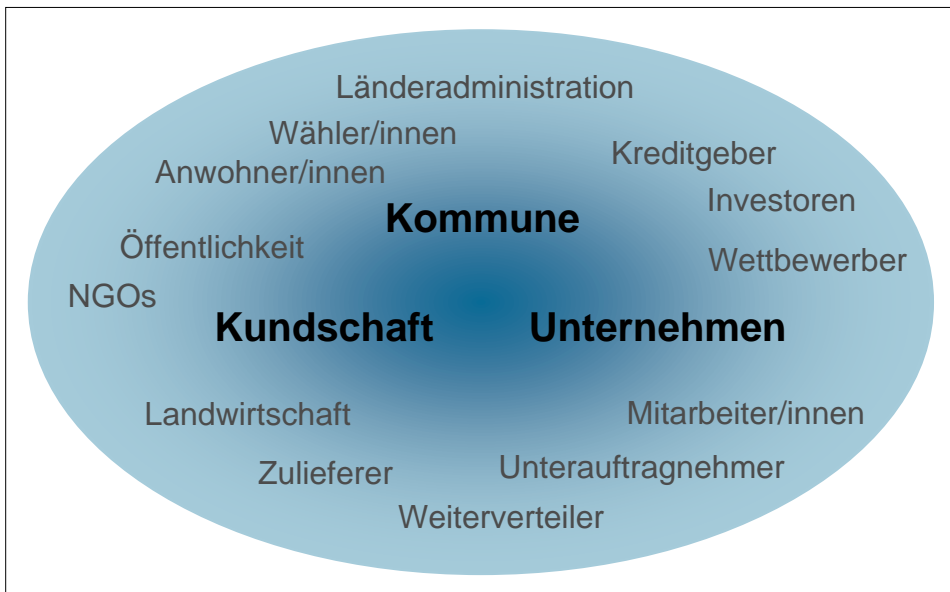 Länderadministration
Wähler/innen
Kreditgeber
Anwohner/innen
Investoren
Kommune
Öffentlichkeit
Wettbewerber
NGOs
Kundschaft
Unternehmen
Landwirtschaft
Mitarbeiter/innen
Zulieferer
Unterauftragnehmer
Weiterverteiler